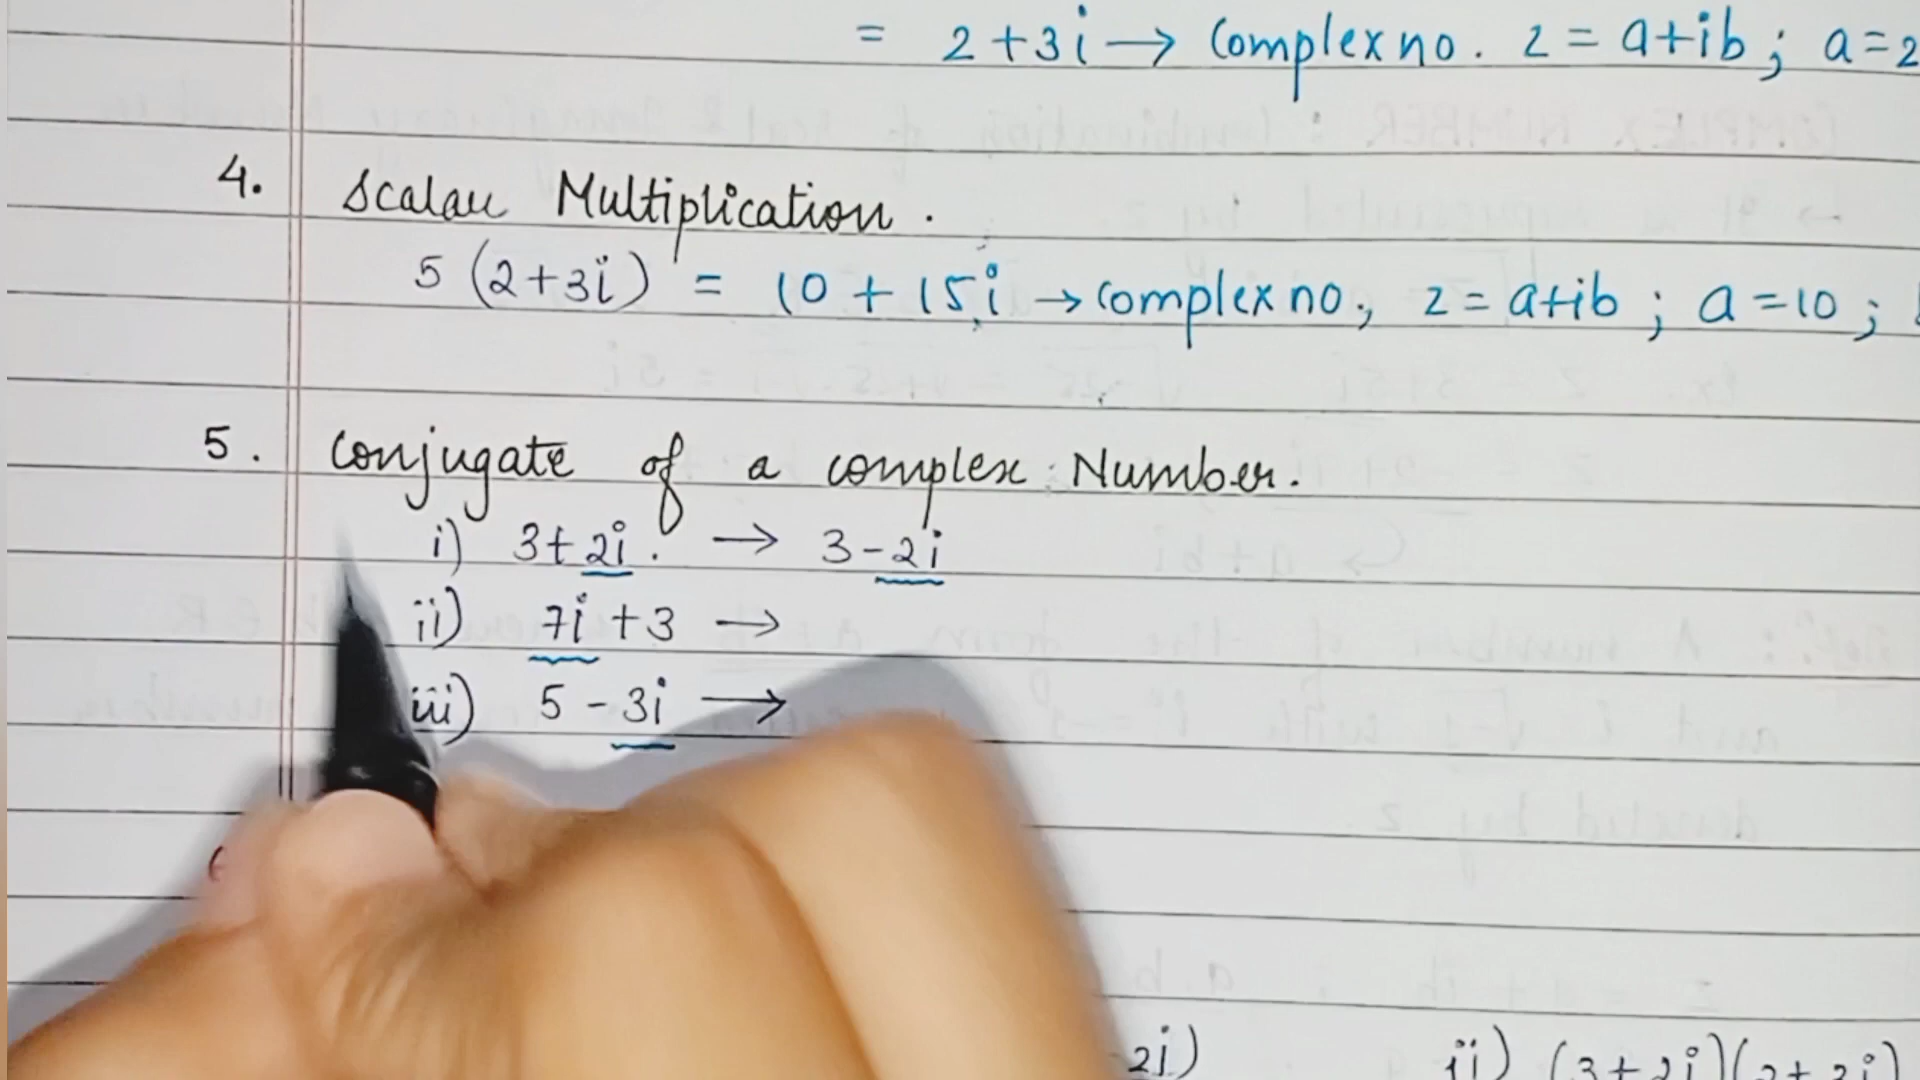 = 2+3i → Complex no. z = a+ib ; a=2
4. Scalar Multiplication.
5 (2+3i) = 10 + 15i → complex no., z = a+ib ; a=10 ;
5. Conjugate of a complex Number.
i) 3+2i. → 3-2i
ii) 7i +3 →
iii) 5 -3i →
2i) ii) (3+2i)(2+3i)